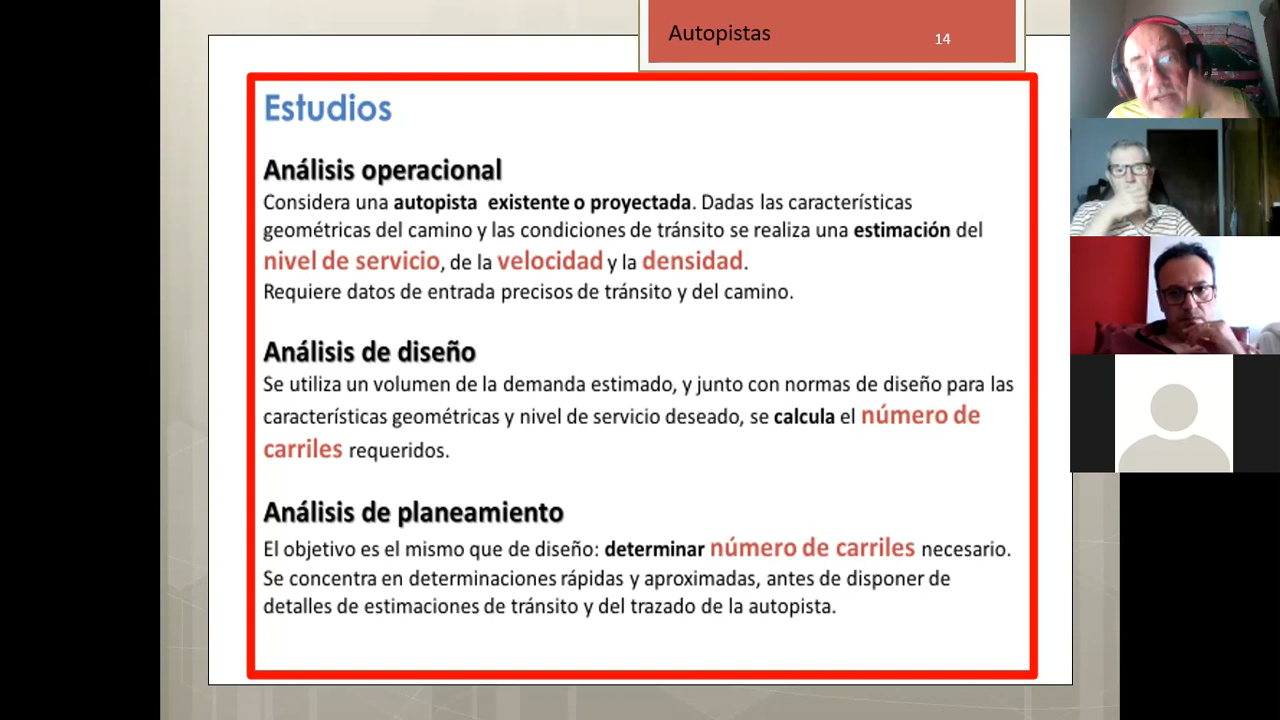 Autopistas
14
Estudios
Análisis operacional
Considera una autopista existente o proyectada. Dadas las características
geométricas del camino y las condiciones de tránsito se realiza una estimación del
nivel de servicio, de la velocidad y la densidad.
Requiere datos de entrada precisos de tránsito y del camino.
Análisis de diseño
Se utiliza un volumen de la demanda estimado, y junto con normas de diseño para las
características geométricas y nivel de servicio deseado, se calcula el número de
carriles requeridos.
Análisis de planeamiento
El objetivo es el mismo que de diseño: determinar número de carriles necesario.
Se concentra en determinaciones rápidas y aproximadas, antes de disponer de
detalles de estimaciones de tránsito y del trazado de la autopista.